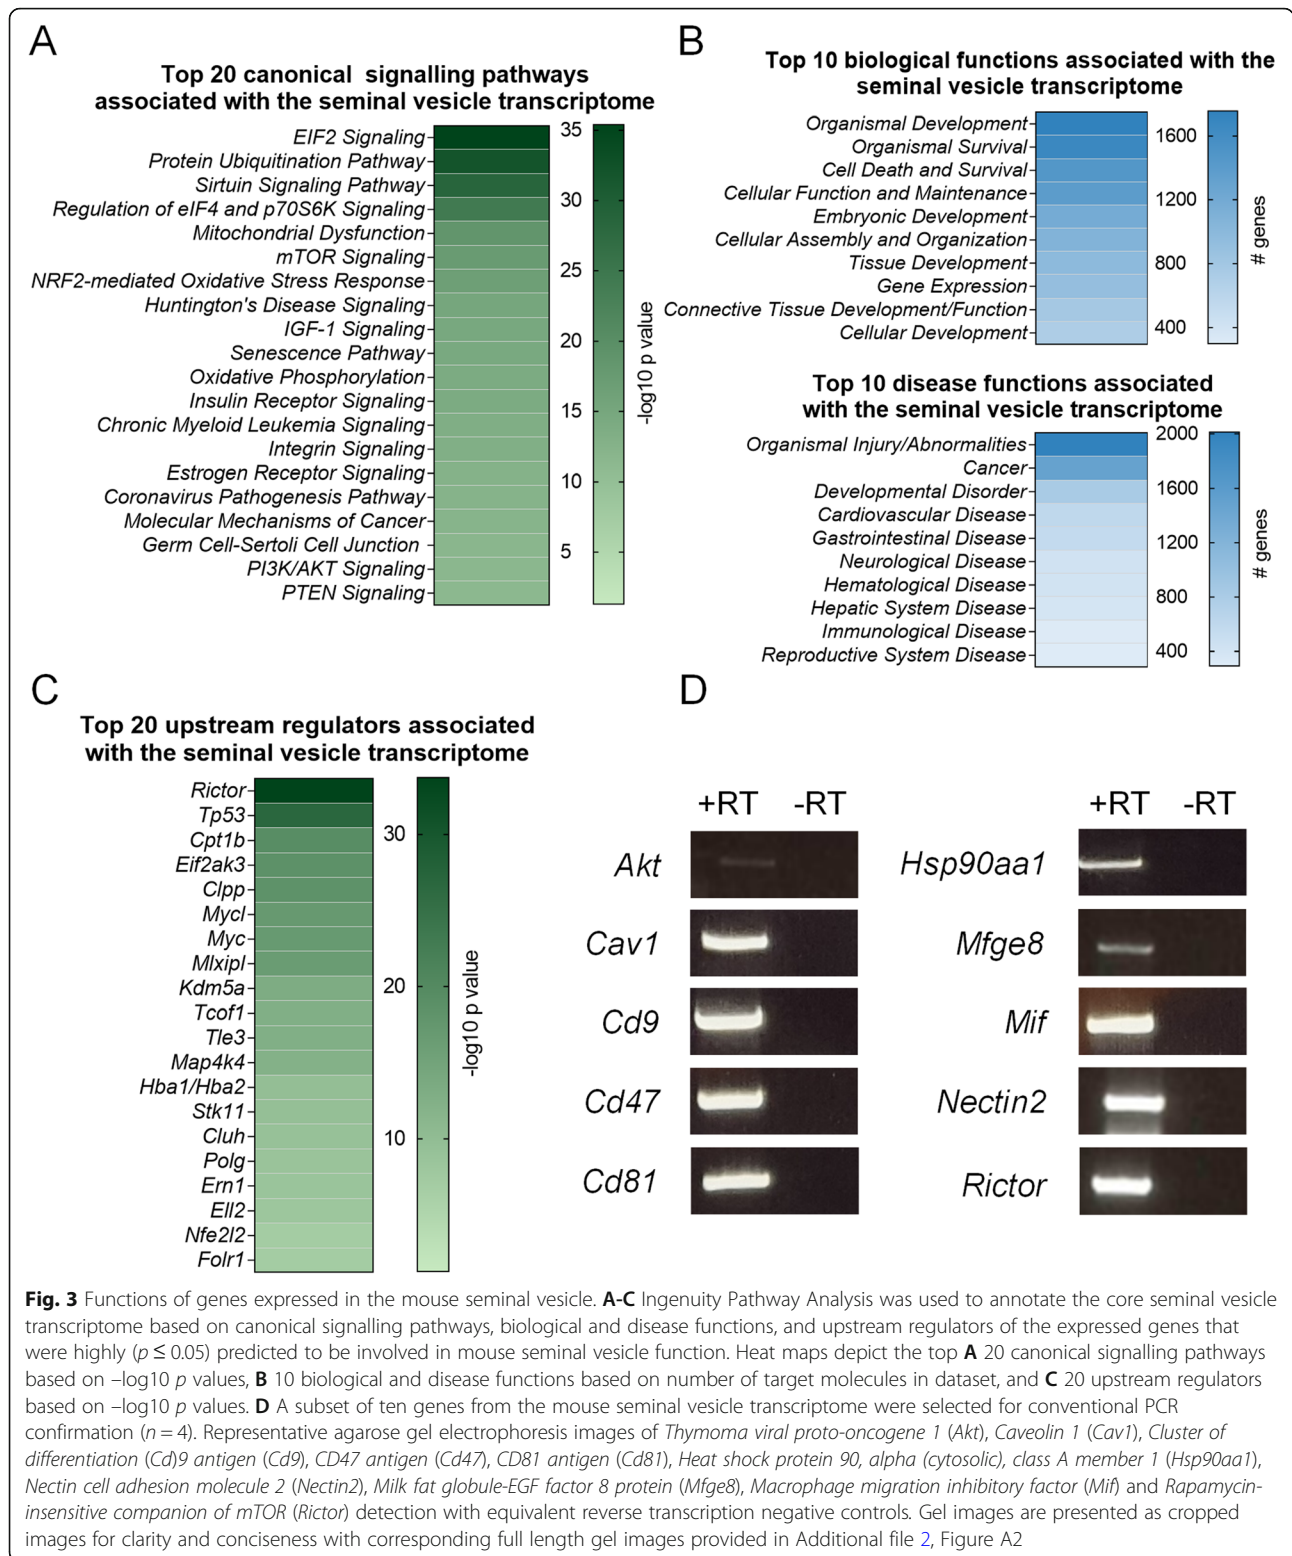 A
Top 20 canonical signalling pathways
associated with the seminal vesicle transcriptome
EIF2 Signaling
Protein Ubiquitination Pathway
Sirtuin Signaling Pathway
Regulation of eIF4 and p70S6K Signaling
Mitochondrial Dysfunction
mTOR Signaling
NRF2-mediated Oxidative Stress Response
Huntington's Disease Signaling
IGF-1 Signaling
Senescence Pathway
Oxidative Phosphorylation
Insulin Receptor Signaling
Chronic Myeloid Leukemia Signaling
Integrin Signaling
Estrogen Receptor Signaling
Coronavirus Pathogenesis Pathway
Molecular Mechanisms of Cancer
Germ Cell-Sertoli Cell Junction
PI3K/AKT Signaling
PTEN Signaling
35
30
25
20
15
10
5
-log10 p value
B
Top 10 biological functions associated with the
seminal vesicle transcriptome
Organismal Development
Organismal Survival
Cell Death and Survival
Cellular Function and Maintenance
Embryonic Development
Cellular Assembly and Organization
Tissue Development
Gene Expression
Connective Tissue Development/Function
Cellular Development
1600
1200
800
400
# genes
Top 10 disease functions associated
with the seminal vesicle transcriptome
Organismal Injury/Abnormalities
Cancer
Developmental Disorder
Cardiovascular Disease
Gastrointestinal Disease
Neurological Disease
Hematological Disease
Hepatic System Disease
Immunological Disease
Reproductive System Disease
2000
1600
1200
800
400
# genes
C
Top 20 upstream regulators associated
with the seminal vesicle transcriptome
Rictor
Tp53
Cpt1b
Eif2ak3
Clpp
Mycl
Myc
Mlxipl
Kdm5a
Tcof1
Tle3
Map4k4
Hba1/Hba2
Stk11
Cluh
Polg
Ern1
Ell2
Nfe2l2
Folr1
30
20
10
-log10 p value
D
+RT -RT
Akt
Cav1
Cd9
Cd47
Cd81
+RT -RT
Hsp90aa1
Mfge8
Mif
Nectin2
Rictor
Fig. 3 Functions of genes expressed in the mouse seminal vesicle. A-C Ingenuity Pathway Analysis was used to annotate the core seminal vesicle
transcriptome based on canonical signalling pathways, biological and disease functions, and upstream regulators of the expressed genes that
were highly (p ≤ 0.05) predicted to be involved in mouse seminal vesicle function. Heat maps depict the top A 20 canonical signalling pathways
based on –log10 p values, B 10 biological and disease functions based on number of target molecules in dataset, and C 20 upstream regulators
based on –log10 p values. D A subset of ten genes from the mouse seminal vesicle transcriptome were selected for conventional PCR
confirmation (n = 4). Representative agarose gel electrophoresis images of Thymoma viral proto-oncogene 1 (Akt), Caveolin 1 (Cav1), Cluster of
differentiation (Cd)9 antigen (Cd9), CD47 antigen (Cd47), CD81 antigen (Cd81), Heat shock protein 90, alpha (cytosolic), class A member 1 (Hsp90aa1),
Nectin cell adhesion molecule 2 (Nectin2), Milk fat globule-EGF factor 8 protein (Mfge8), Macrophage migration inhibitory factor (Mif) and Rapamycin-
insensitive companion of mTOR (Rictor) detection with equivalent reverse transcription negative controls. Gel images are presented as cropped
images for clarity and conciseness with corresponding full length gel images provided in Additional file 2, Figure A2